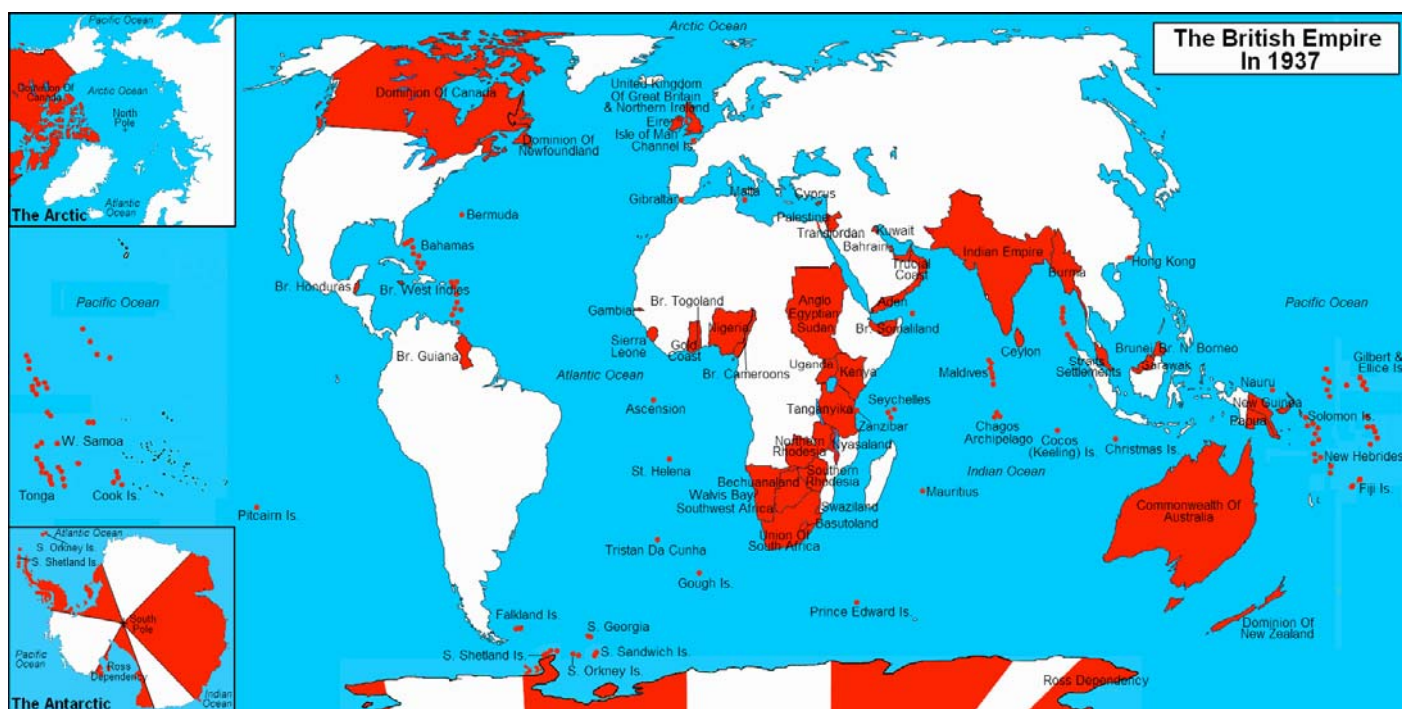 The British Empire
In 1937
Pacific Ocean
Dominion Of
Canada
Arctic Ocean
North
Pole
Atlantic
Ocean
The Arctic
Arctic Ocean
Dominion Of Canada
Dominion Of
Newfoundland
United Kingdom
Of Great Britain
& Northern Ireland
Eire
Isle of Man
Channel Is.
Gibraltar
Malta
Cyprus
Palestine
Transjordan
Kuwait
Bahrain
Trucial
Coast
Aden
Indian Empire
Burma
Hong Kong
Bermuda
Bahamas
Br. Honduras
Br. West Indies
Br. Guiana
Pacific Ocean
Atlantic Ocean
Gambia
Sierra
Leone
Br. Togoland
Gold
Coast
Nigeria
Br. Cameroons
Anglo
Egyptian
Sudan
Br. Somaliland
Uganda
Kenya
Tanganyika
Zanzibar
Seychelles
Maldives
Ceylon
Chagos
Archipelago
Straits
Settlements
Brunei
Br. N. Borneo
Sarawak
Cocos
(Keeling) Is.
Christmas Is.
Indian Ocean
Pacific Ocean
Gilbert &
Ellice Is.
Nauru
New Guinea
Papua
Solomon Is.
New Hebrides
Fiji Is.
Commonwealth Of
Australia
Dominion Of
New Zealand
Ascension
St. Helena
Northern
Rhodesia
Nyasaland
Southern
Rhodesia
Bechuanaland
Walvis Bay
Southwest Africa
Swaziland
Basutoland
Union Of
South Africa
Mauritius
Tristan Da Cunha
Gough Is.
Prince Edward Is.
W. Samoa
Tonga
Cook Is.
Pitcairn Is.
Falkland Is.
S. Georgia
S. Shetland Is.
S. Sandwich Is.
S. Orkney Is.
Ross Dependency
Atlantic Ocean
S. Orkney Is.
S. Shetland Is.
South
Pole
Pacific
Ocean
Ross
Dependency
Indian
Ocean
The Antarctic